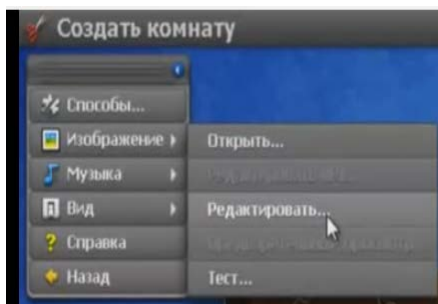 Создать комнату
Способы...
Изображение
Открыть...
Музыка
Вид
Редактировать...
Справка
Назад
Тест...